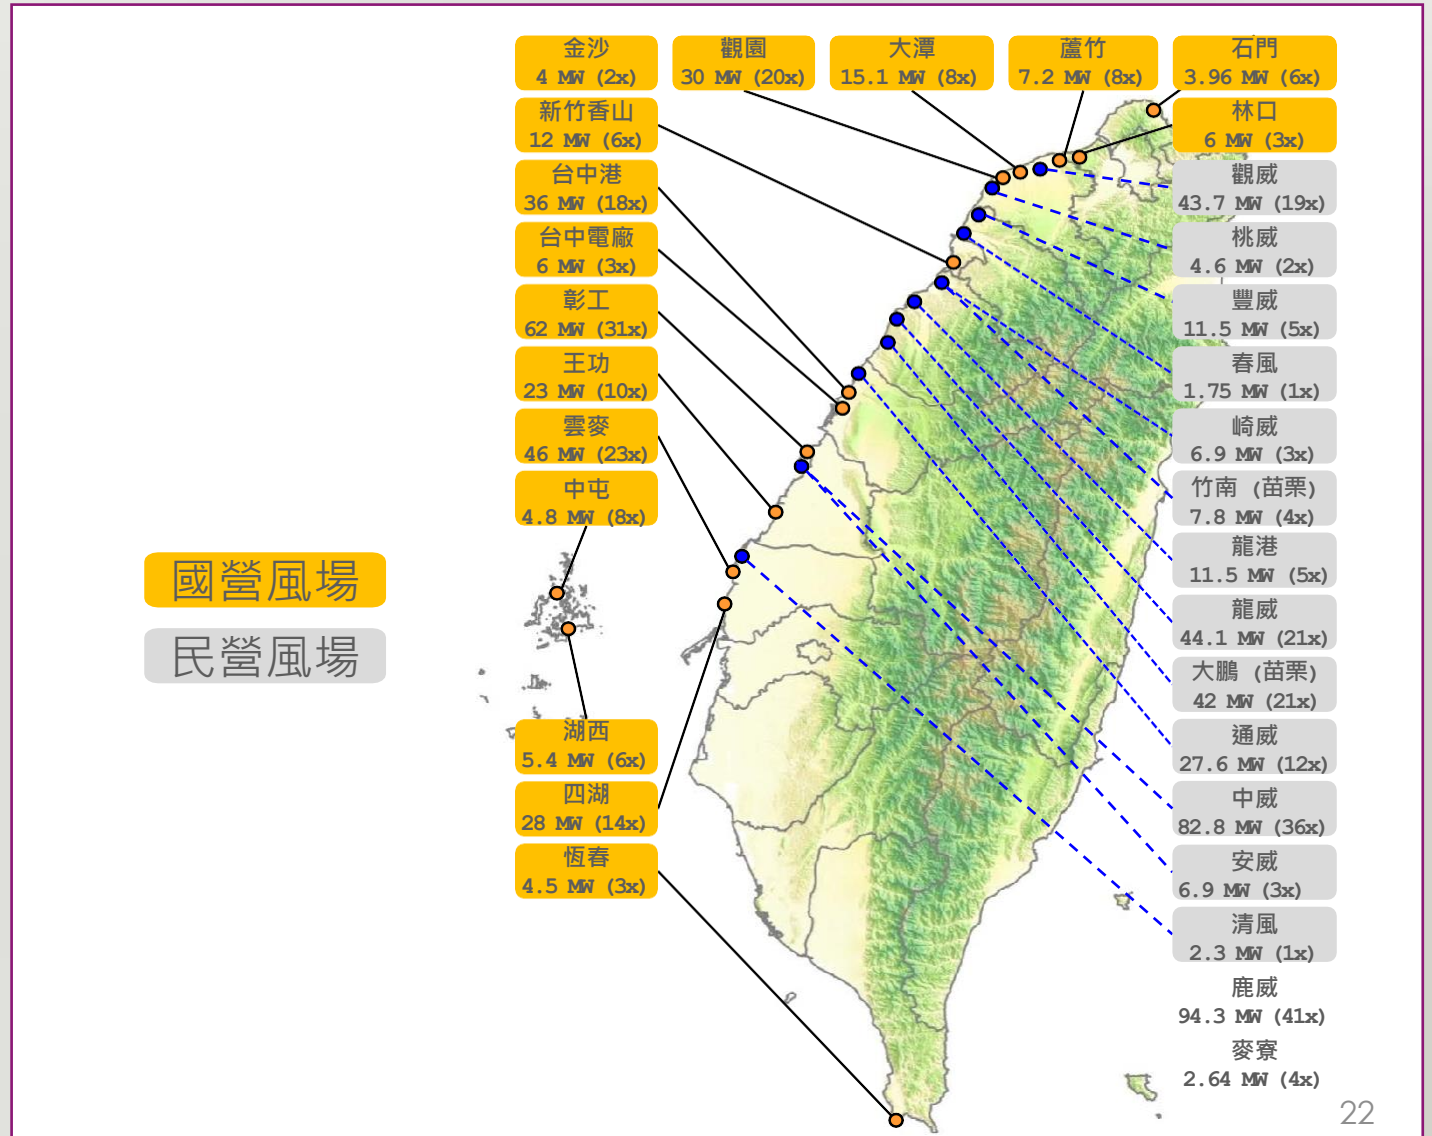 金沙
4 MW (2x)
觀園
30 MW (20x)
大潭
15.1 MW (8x)
蘆竹
7.2 MW (8x)
石門
3.96 MW (6x)
新竹香山
12 MW (6x)
台中港
36 MW (18x)
台中電廠
6 MW (3x)
彰工
62 MW (31x)
王功
23 MW (10x)
雲麥
46 MW (23x)
中屯
4.8 MW (8x)
國營風場
民營風場
湖西
5.4 MW (6x)
四湖
28 MW (14x)
恆春
4.5 MW (3x)
林口
6 MW (3x)
觀威
43.7 MW (19x)
桃威
4.6 MW (2x)
豐威
11.5 MW (5x)
春風
1.75 MW (1x)
崎威
6.9 MW (3x)
竹南 (苗栗)
7.8 MW (4x)
龍港
11.5 MW (5x)
龍威
44.1 MW (21x)
大鵬 (苗栗)
42 MW (21x)
通威
27.6 MW (12x)
中威
82.8 MW (36x)
安威
6.9 MW (3x)
清風
2.3 MW (1x)
鹿威
94.3 MW (41x)
麥寮
2.64 MW (4x)
22